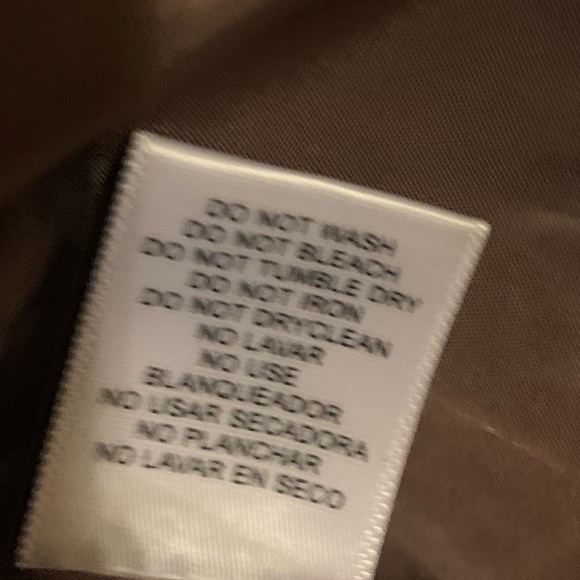 DO NOT WASH
DO NOT BLEACH
DO NOT TUMBLE DRY
DO NOT IRON
DO NOT DRYCLEAN
NO LAVAR
NO USE
BLANQUEADOR
NO USAR SECADORA
NO PLANCHAR
NO LAVAR EN SECO